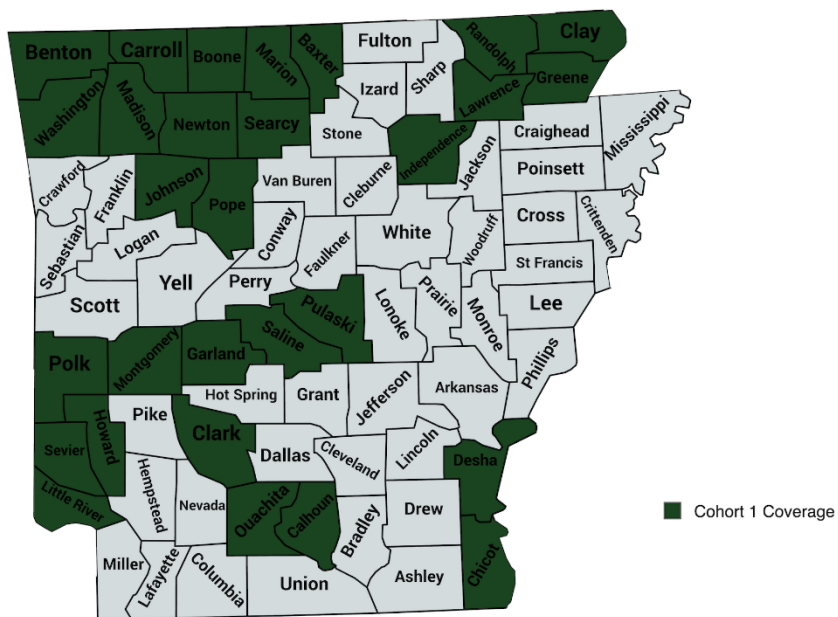 Benton
Carroll
Boone
Marion
Baxter
Fulton
Randolph
Clay
Washington
Madison
Newton
Searcy
Izard
Sharp
Lawrence
Greene
Stone
Independence
Jackson
Craighead
Mississippi
Crawford
Franklin
Johnson
Pope
Van Buren
Cleburne
Poinsett
Sebastian
Logan
Conway
Faulkner
White
Woodruff
Cross
Crittenden
Scott
Yell
Perry
Pulaski
Saline
Lonoke
Prairie
Monroe
St Francis
Lee
Phillips
Polk
Montgomery
Garland
Hot Spring
Grant
Jefferson
Arkansas
Howard
Pike
Clark
Dallas
Cleveland
Lincoln
Desha
Sevier
Little River
Hempstead
Nevada
Ouachita
Calhoun
Bradley
Drew
Cohort 1 Coverage
Miller
Lafayette
Columbia
Union
Ashley
Chicot